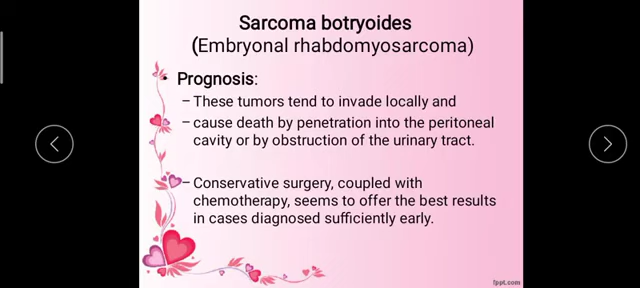 Sarcoma botryoides
(Embryonal rhabdomyosarcoma)
• Prognosis:
– These tumors tend to invade locally and
– cause death by penetration into the peritoneal
cavity or by obstruction of the urinary tract.
– Conservative surgery, coupled with
chemotherapy, seems to offer the best results
in cases diagnosed sufficiently early.
fppt.com